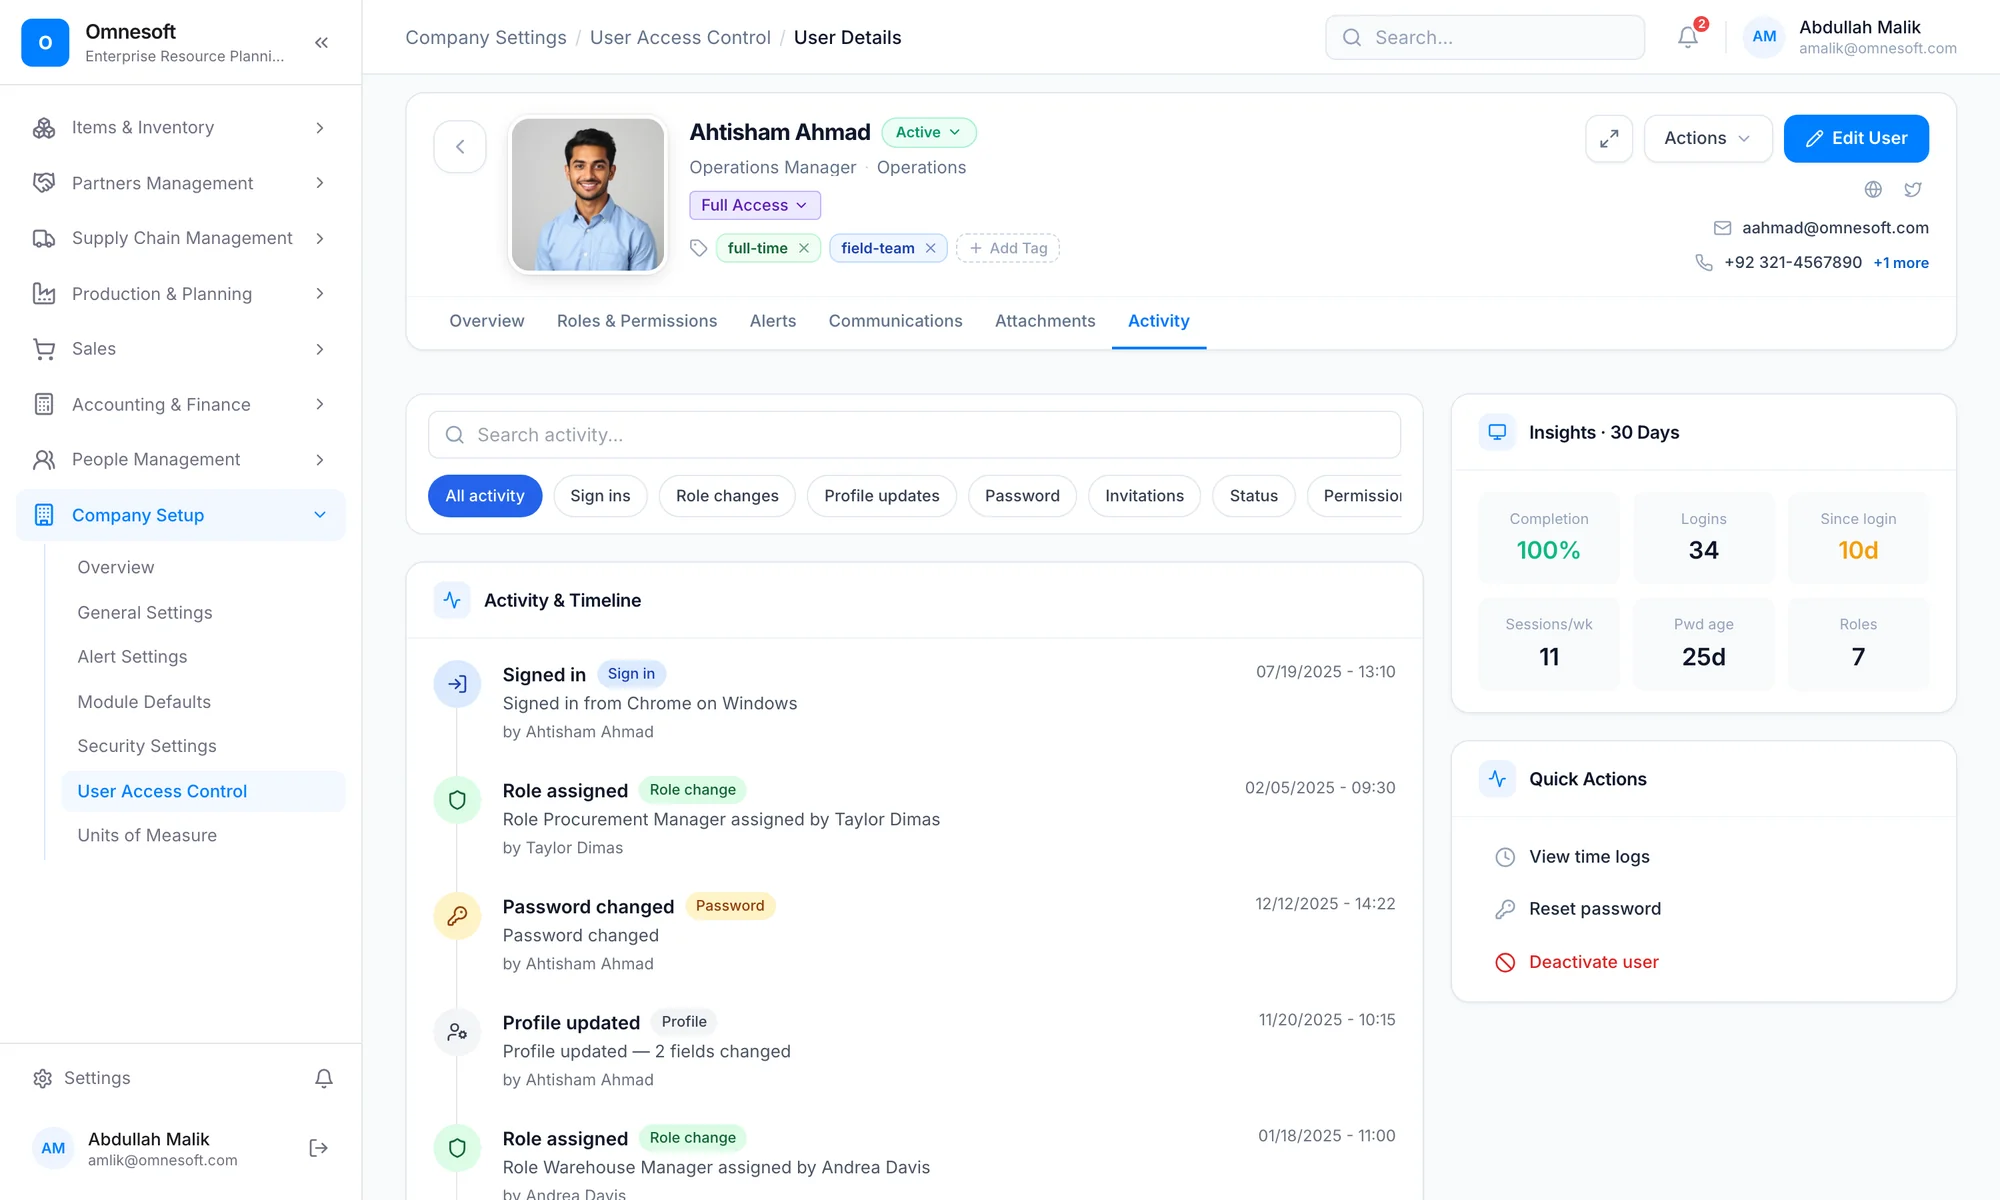 O
Omnesoft
Enterprise Resource Planni...
Items & Inventory
Partners Management
Supply Chain Management
Production & Planning
Sales
Accounting & Finance
People Management
Company Setup
Overview
General Settings
Alert Settings
Module Defaults
Security Settings
User Access Control
Units of Measure
Settings
AM
Abdullah Malik
amlik@omnesoft.com
Company Settings / User Access Control / User Details
Search...
2
AM
Abdullah Malik
amalik@omnesoft.com
Ahtisham Ahmad
Active
Operations Manager · Operations
Full Access
full-time
field-team
Add Tag
Actions
Edit User
aahmad@omnesoft.com
+92 321-4567890 +1 more
Overview Roles & Permissions Alerts Communications Attachments Activity
Search activity...
All activity Sign ins Role changes Profile updates Password Invitations Status Permission
Activity & Timeline
Signed in Sign in 07/19/2025 - 13:10
Signed in from Chrome on Windows
by Ahtisham Ahmad
Role assigned Role change 02/05/2025 - 09:30
Role Procurement Manager assigned by Taylor Dimas
by Taylor Dimas
Password changed Password 12/12/2025 - 14:22
Password changed
by Ahtisham Ahmad
Profile updated Profile 11/20/2025 - 10:15
Profile updated — 2 fields changed
by Ahtisham Ahmad
Role assigned Role change 01/18/2025 - 11:00
Role Warehouse Manager assigned by Andrea Davis
by Andrea Davis
Insights · 30 Days
Completion
100%
Logins
34
Since login
10d
Sessions/wk
11
Pwd age
25d
Roles
7
Quick Actions
View time logs
Reset password
Deactivate user